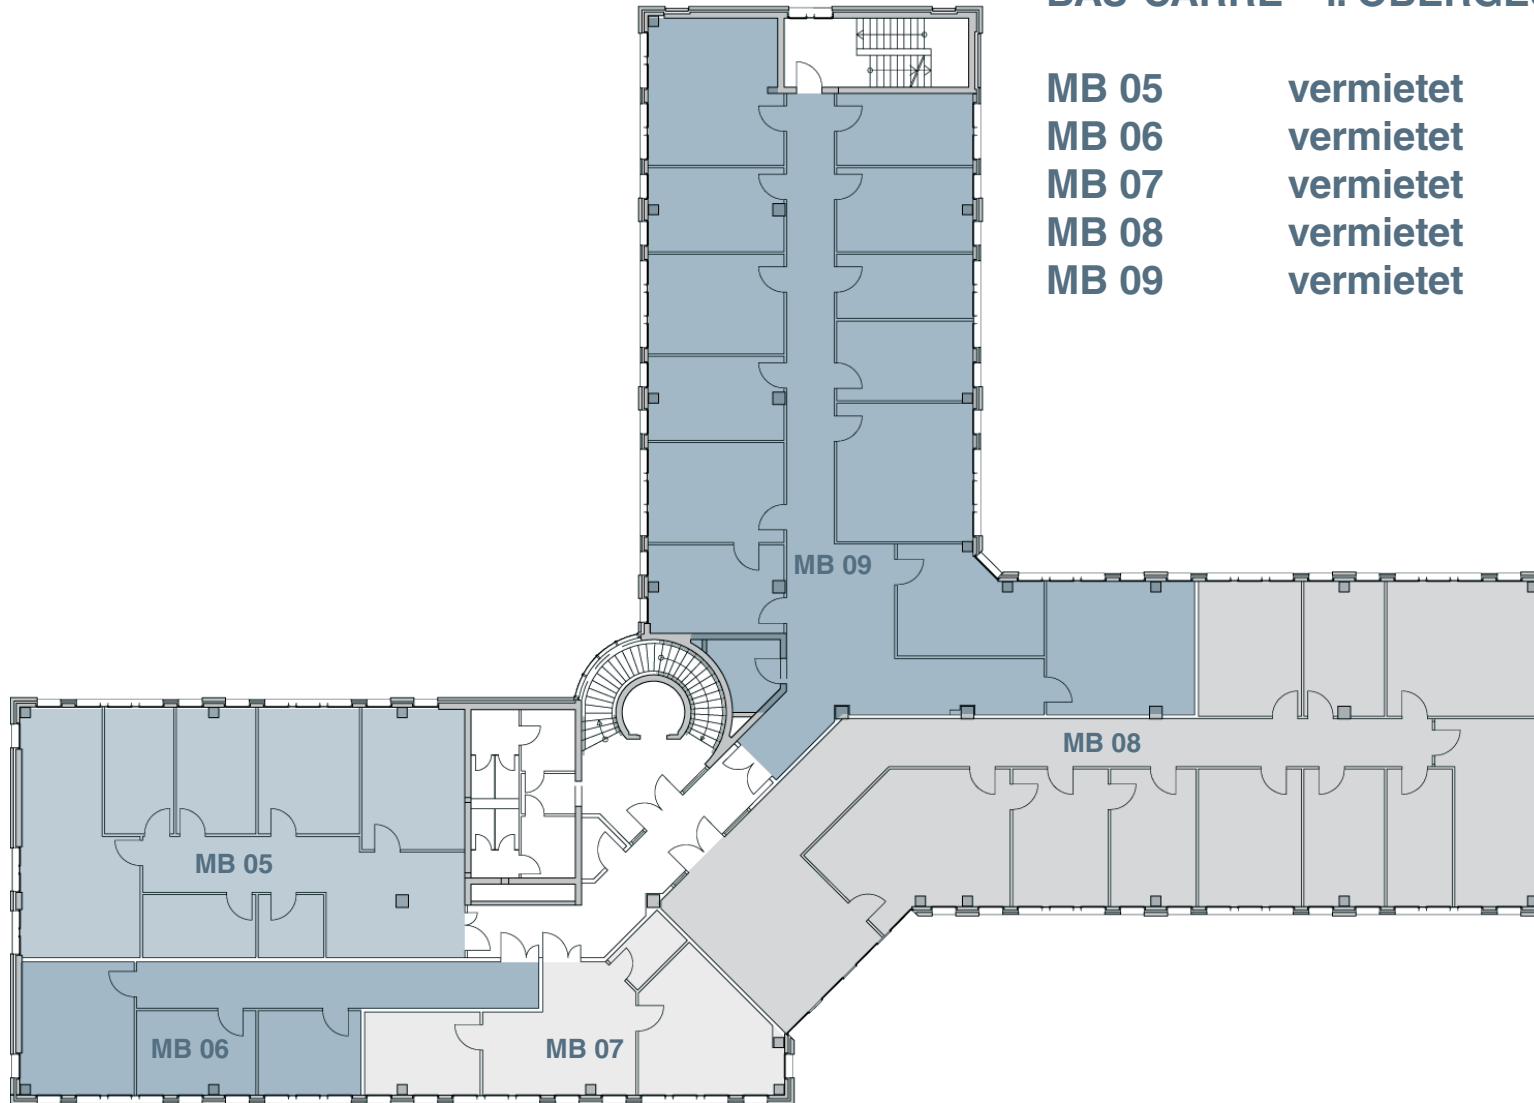 MB 05 vermietet
MB 06 vermietet
MB 07 vermietet
MB 08 vermietet
MB 09 vermietet
MB 09
MB 08
MB 05
MB 06
MB 07